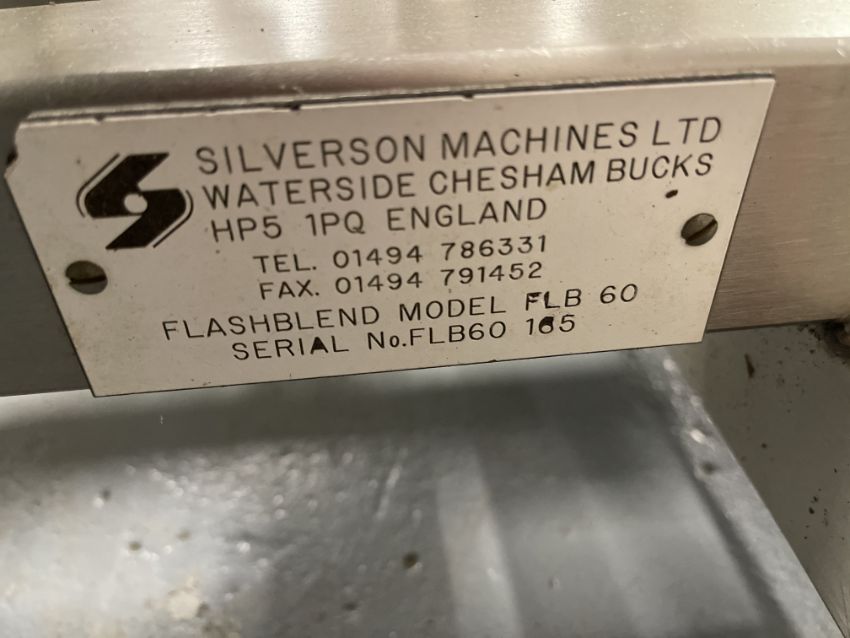 SILVERSON MACHINES LTD
WATERSIDE CHESHAM BUCKS
HP5 1PQ ENGLAND
TEL. 01494 786331
FAX. 01494 791452
FLASHBLEND MODEL FLB 60
SERIAL No.FLB60 165